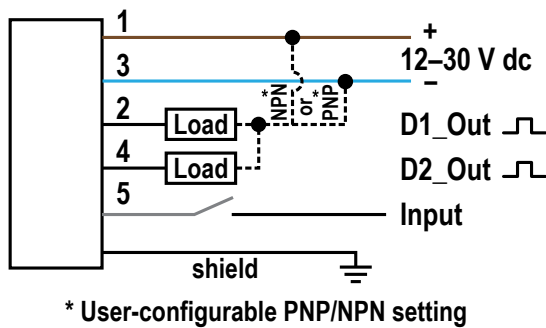 1
+
12–30 V dc
3
–
* NPN
or
* PNP
2
Load
D1_Out
4
Load
D2_Out
5
Input
shield
* User-configurable PNP/NPN setting